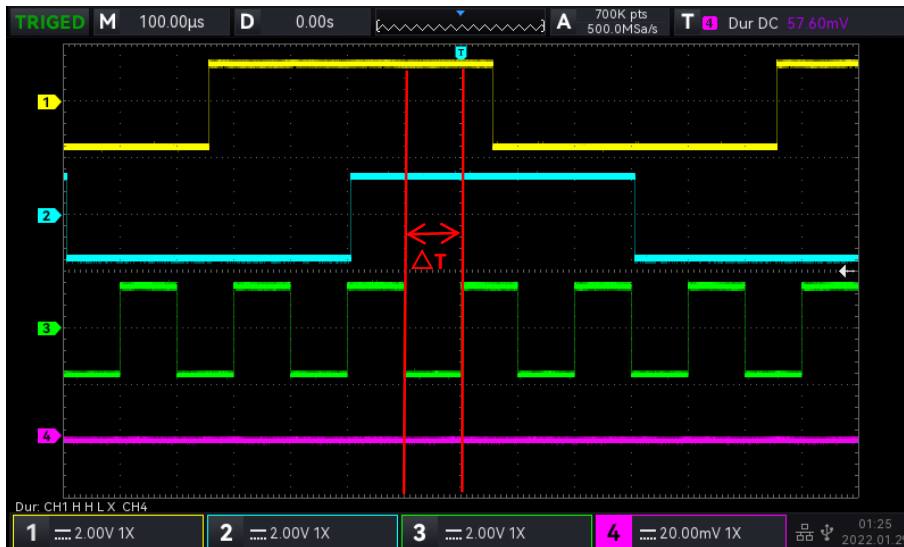 TRIGED M 100.00μs D 0.00s A 700K pts 500.0MSa/s T 4 Dur DC 57.60mV
T
1
2
△T
3
4
Dur: CH1 H H L X CH4
1 2.00V 1X 2 2.00V 1X 3 2.00V 1X 4 20.00mV 1X 01:25
2022.01.29